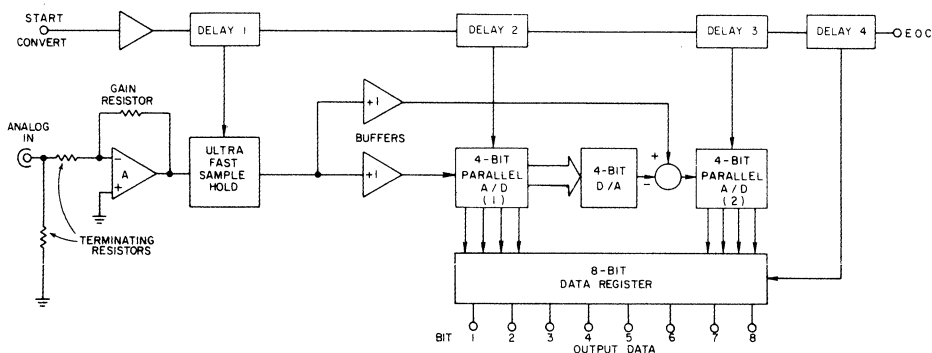 START
CONVERT
DELAY 1
DELAY 2
DELAY 3
DELAY 4
EOC
GAIN
RESISTOR
ANALOG
IN
−
A
+
TERMINATING
RESISTORS
ULTRA
FAST
SAMPLE
HOLD
+1
BUFFERS
+1
4-BIT
PARALLEL
A/D
(1)
4-BIT
D/A
+
−
4-BIT
PARALLEL
A/D
(2)
8-BIT
DATA REGISTER
BIT 1 2 3 4 5 6 7 8
OUTPUT DATA